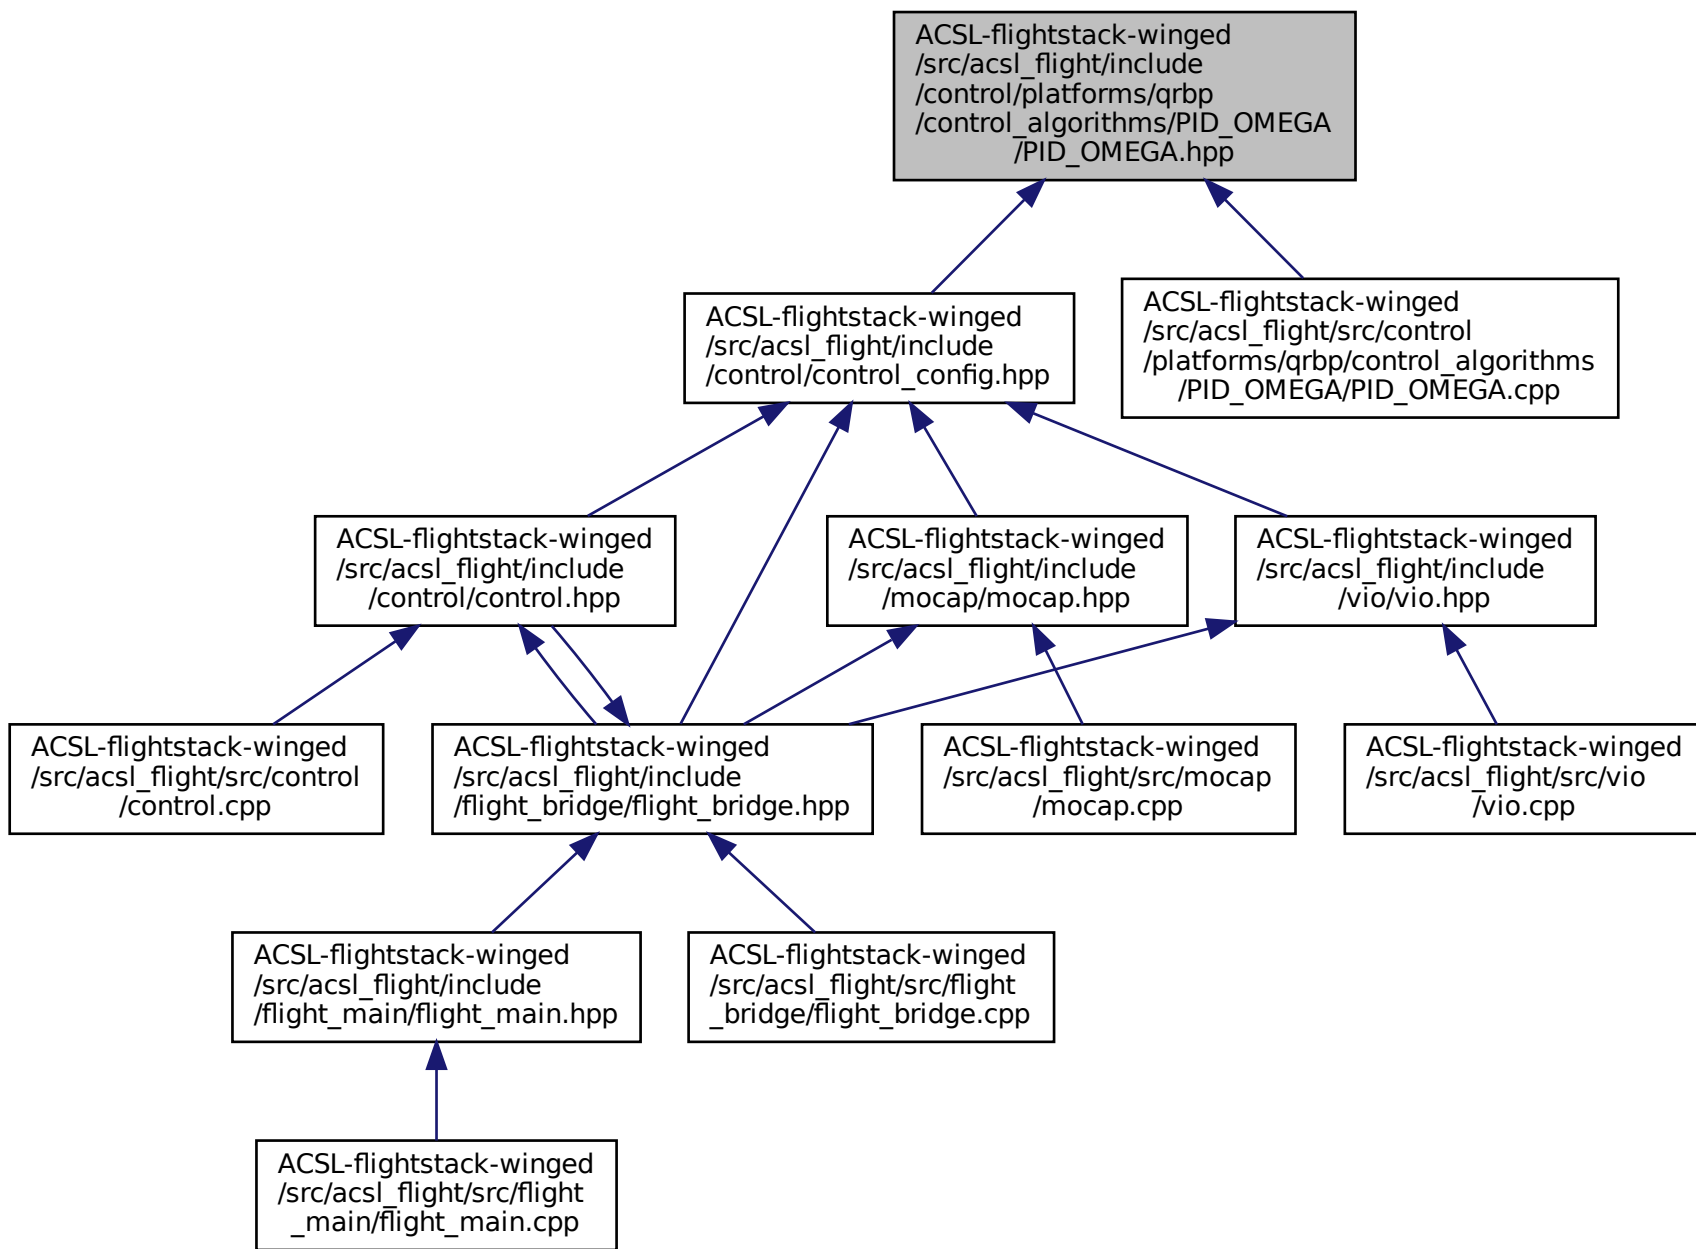 ACSL-flightstack-winged
/src/acsl_flight/include
/control/platforms/qrbp
/control_algorithms/PID_OMEGA
/PID_OMEGA.hpp
ACSL-flightstack-winged
/src/acsl_flight/include
/control/control_config.hpp
ACSL-flightstack-winged
/src/acsl_flight/src/control
/platforms/qrbp/control_algorithms
/PID_OMEGA/PID_OMEGA.cpp
ACSL-flightstack-winged
/src/acsl_flight/include
/control/control.hpp
ACSL-flightstack-winged
/src/acsl_flight/include
/mocap/mocap.hpp
ACSL-flightstack-winged
/src/acsl_flight/include
/vio/vio.hpp
ACSL-flightstack-winged
/src/acsl_flight/src/control
/control.cpp
ACSL-flightstack-winged
/src/acsl_flight/include
/flight_bridge/flight_bridge.hpp
ACSL-flightstack-winged
/src/acsl_flight/src/mocap
/mocap.cpp
ACSL-flightstack-winged
/src/acsl_flight/src/vio
/vio.cpp
ACSL-flightstack-winged
/src/acsl_flight/include
/flight_main/flight_main.hpp
ACSL-flightstack-winged
/src/acsl_flight/src/flight
_bridge/flight_bridge.cpp
ACSL-flightstack-winged
/src/acsl_flight/src/flight
_main/flight_main.cpp